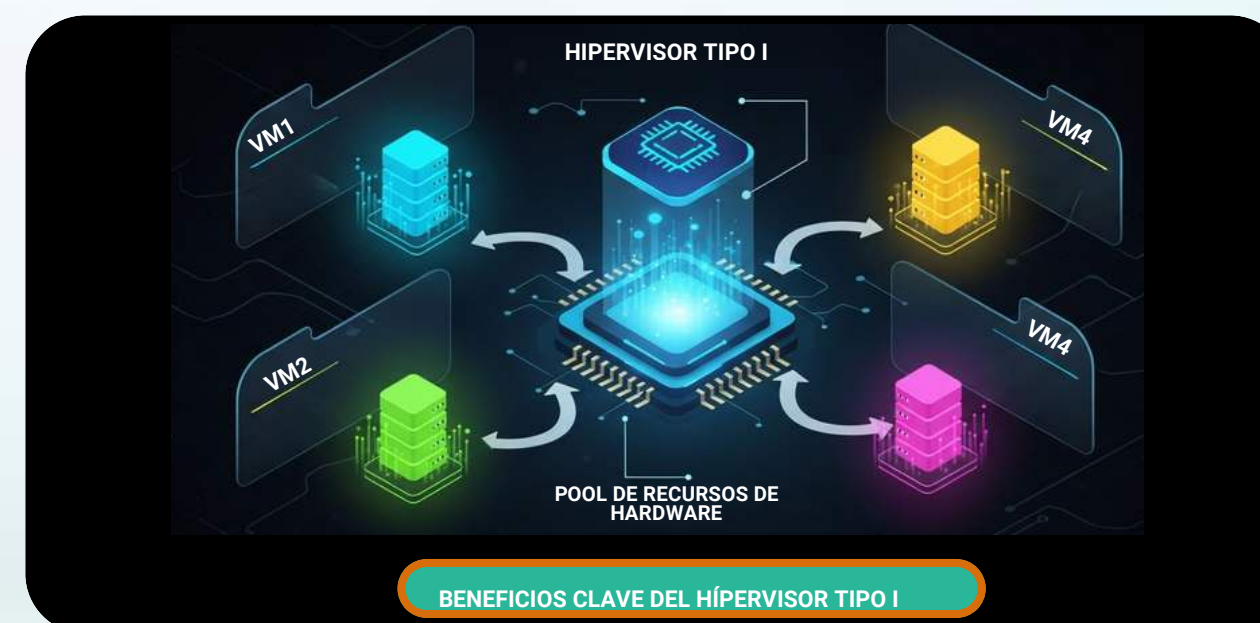 HIPERVISOR TIPO I
VM1
VM4
VM2
VM4
POOL DE RECURSOS DE
HARDWARE
BENEFICIOS CLAVE DEL HÍPERVISOR TIPO I